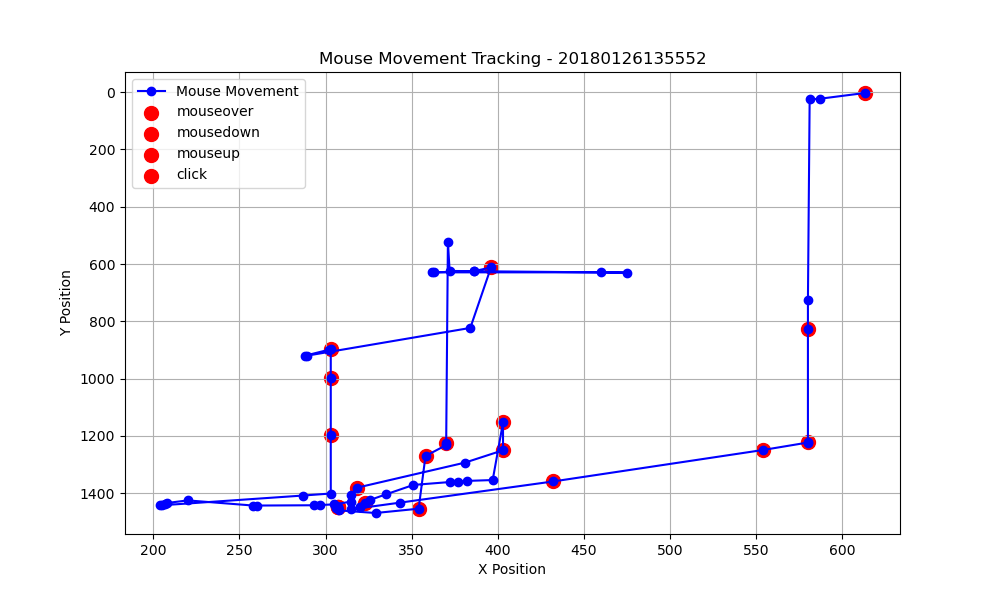 Mouse Movement Tracking - 20180126135552
Mouse Movement
mouseover
mousedown
mouseup
click
0
200
400
600
800
1000
1200
1400
Y Position
200 250 300 350 400 450 500 550 600
X Position